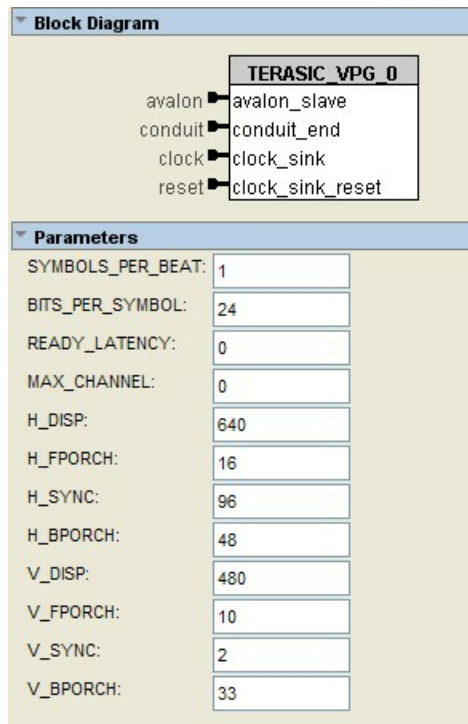 Block Diagram
TERASIC_VPG_0
avalon avalon_slave
conduit conduit_end
clock clock_sink
reset clock_sink_reset
Parameters
SYMBOLS_PER_BEAT: 1
BITS_PER_SYMBOL: 24
READY_LATENCY: 0
MAX_CHANNEL: 0
H_DISP: 640
H_FPORCH: 16
H_SYNC: 96
H_BPORCH: 48
V_DISP: 480
V_FPORCH: 10
V_SYNC: 2
V_BPORCH: 33